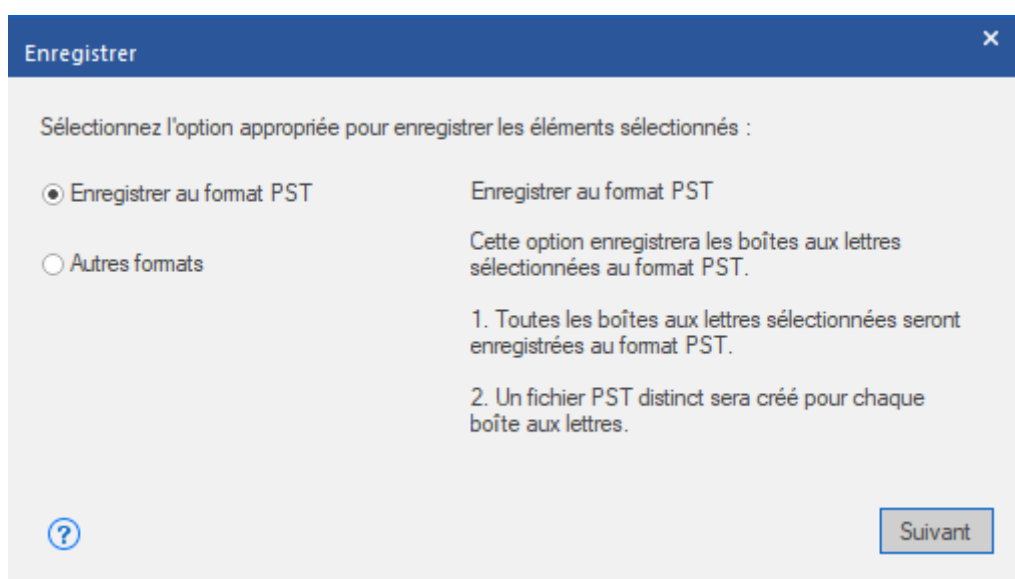 Enregistrer
×
Sélectionnez l'option appropriée pour enregistrer les éléments sélectionnés :
Enregistrer au format PST
Autres formats
Enregistrer au format PST
Cette option enregistrera les boîtes aux lettres
sélectionnées au format PST.
1. Toutes les boîtes aux lettres sélectionnées seront
enregistrées au format PST.
2. Un fichier PST distinct sera créé pour chaque
boîte aux lettres.
?
Suivant